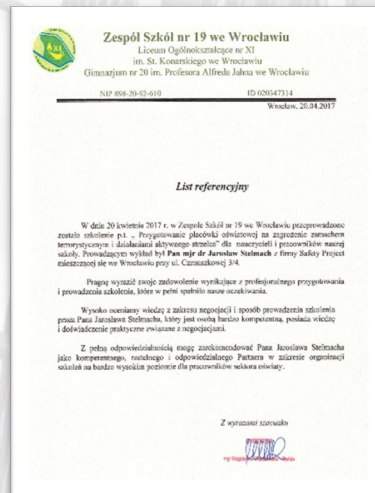 Zespół Szkół nr 19 we Wrocławiu
Liceum Ogólnokształcące nr XI
im. St. Konarskiego we Wrocławiu
Gimnazjum nr 20 im. Profesora Alfreda Jahna we Wrocławiu
NIP 898-20-92-610 ID 020347314
Wrocław, 20.04.2017
List referencyjny
W dniu 20 kwietnia 2017 r. w Zespole Szkół nr 19 we Wrocławiu przeprowadzone
zostało szkolenie p.t. „ Przygotowanie placówki oświatowej na zagrożenie zamachem
terrorystycznym i działaniami aktywnego strzelca” dla nauczycieli i pracowników naszej
szkoły. Prowadzącym wykład był Pan mjr dr Jarosław Stelmach z firmy Safety Project
mieszczącej się we Wrocławiu przy ul. 3/4.
Pragnę wyrazić swoje zadowolenie wynikające z profesjonalnego przygotowania
i prowadzenia szkolenia, które w pełni spełniło nasze oczekiwania.
Wysoko oceniamy wiedzę z zakresu negocjacji i sposób prowadzenia szkolenia
przez Pana Jarosława Stelmacha, który jest osobą bardzo kompetentną, posiada wiedzę
i doświadczenie praktyczne związane z negocjacjami.
Z pełną odpowiedzialnością mogę zarekomendować Pana Jarosława Stelmacha
jako kompetentnego, rzetelnego i odpowiedzialnego Partnera w zakresie organizacji
szkoleń na bardzo wysokim poziomie dla pracowników sektora oświaty.
Z wyrazami szacunku